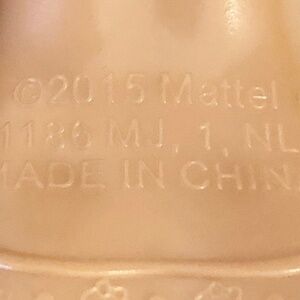 ©2015 Mattel
1186 MJ, 1, NL
MADE IN CHINA